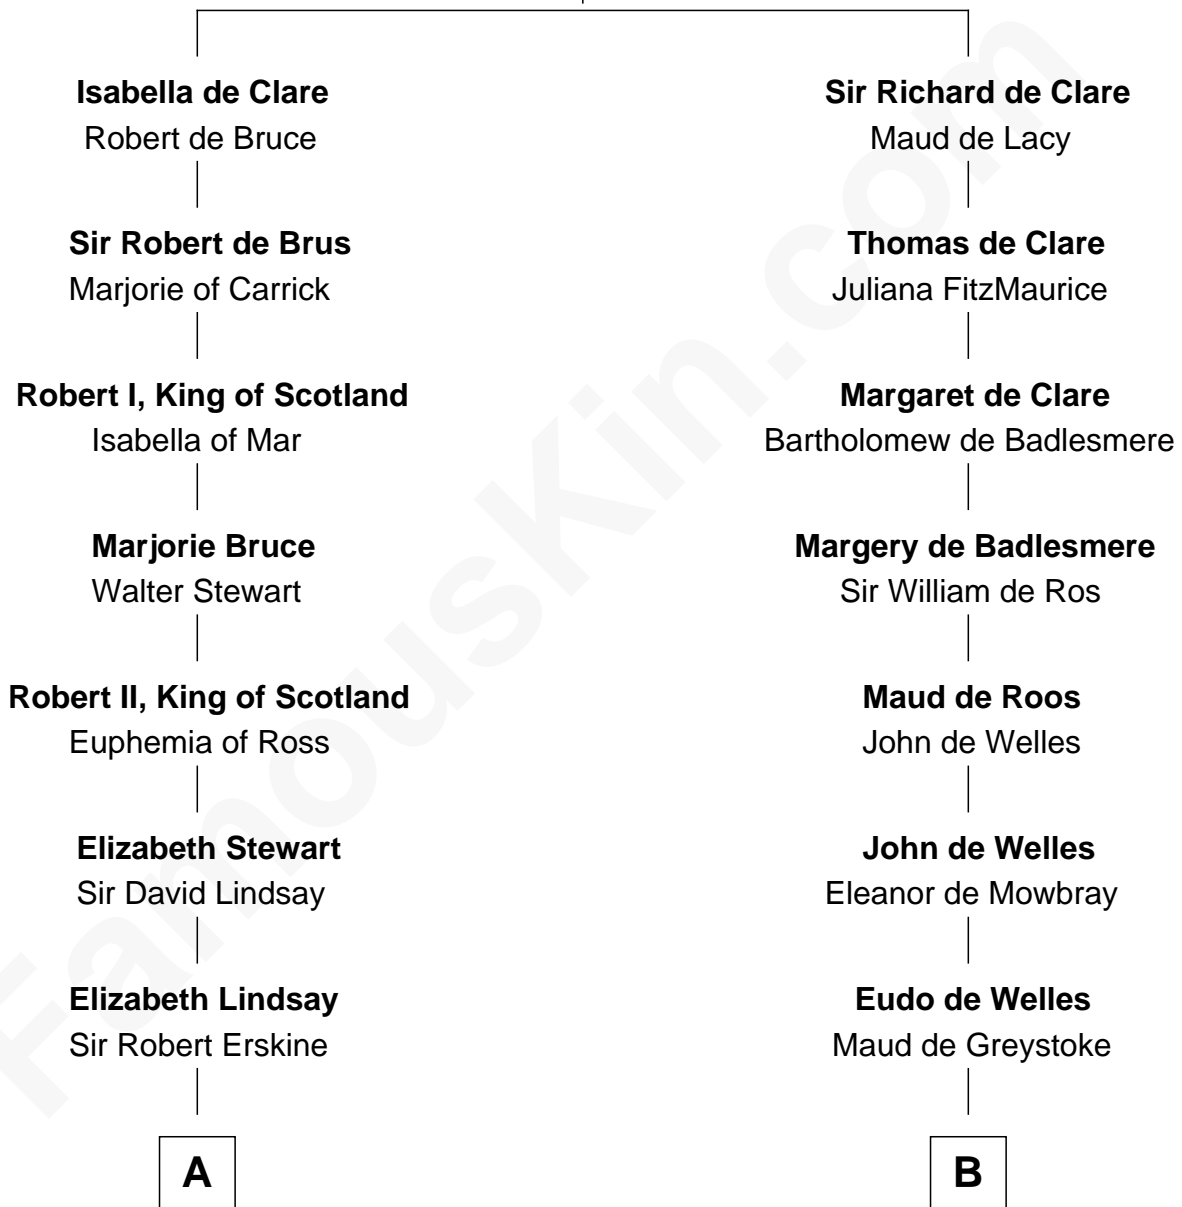 Isabella de Clare
Robert de Bruce
Sir Robert de Brus
Marjorie of Carrick
Robert I, King of Scotland
Isabella of Mar
Marjorie Bruce
Walter Stewart
Robert II, King of Scotland
Euphemia of Ross
Elizabeth Stewart
Sir David Lindsay
Elizabeth Lindsay
Sir Robert Erskine
A
Sir Richard de Clare
Maud de Lacy
Thomas de Clare
Juliana FitzMaurice
Margaret de Clare
Bartholomew de Badlesmere
Margery de Badlesmere
Sir William de Ros
Maud de Roos
John de Welles
John de Welles
Eleanor de Mowbray
Eudo de Welles
Maud de Greystoke
B
FamousKin.com